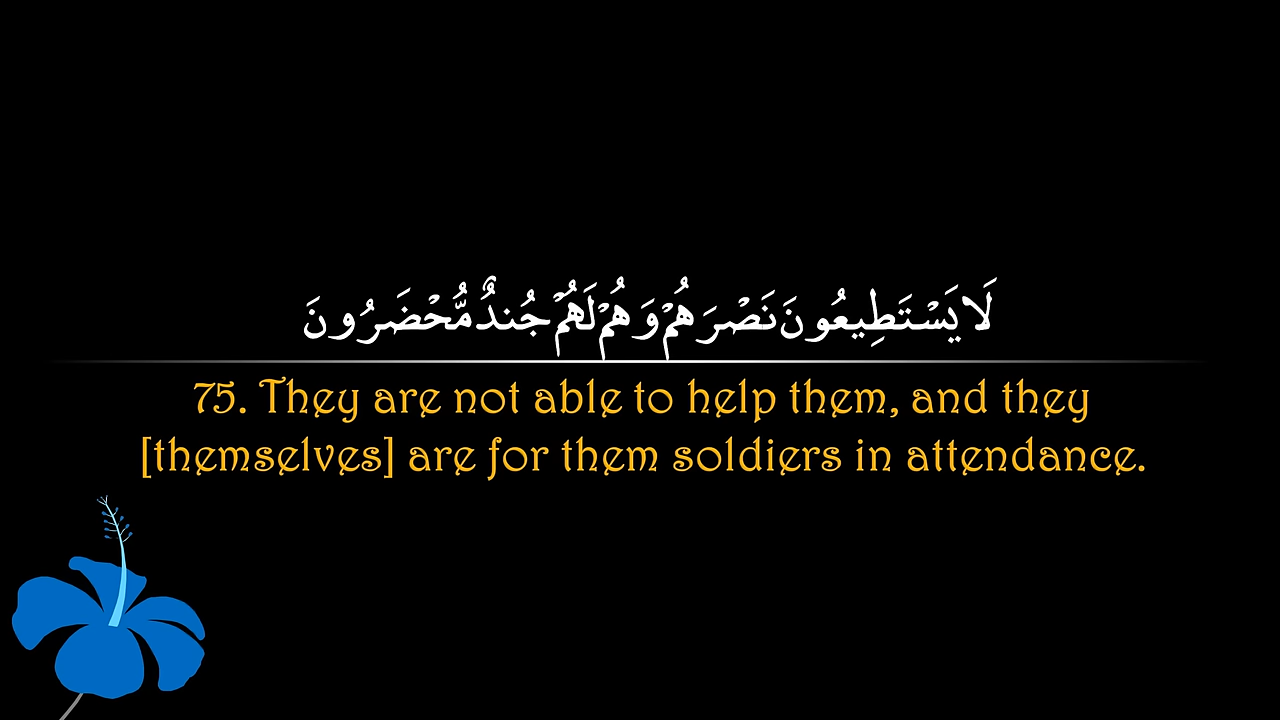 لَا يَسْتَطِيعُونَ نَصْرَهُمْ وَهُمْ لَهُمْ جُندٌ مُّحْضَرُونَ
75. They are not able to help them, and they
[themselves] are for them soldiers in attendance.